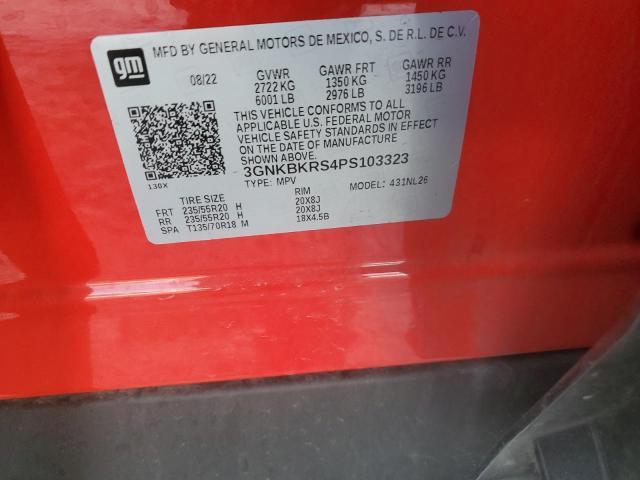 gm
MFD BY GENERAL MOTORS DE MEXICO, S. DE R.L. DE C.V.
08/22 GVWR GAWR FRT GAWR RR
2722 KG 1350 KG 1450 KG
6001 LB 2976 LB 3196 LB
THIS VEHICLE CONFORMS TO ALL
APPLICABLE U.S. FEDERAL MOTOR
VEHICLE SAFETY STANDARDS IN EFFECT
ON THE DATE OF MANUFACTURE
SHOWN ABOVE.
3GNKBKRS4PS103323
130X TYPE: MPV MODEL: 431NL26
TIRE SIZE RIM
FRT 235/55R20 H 20X8J
RR 235/55R20 H 20X8J
SPA T135/70R18 M 18X4.5B